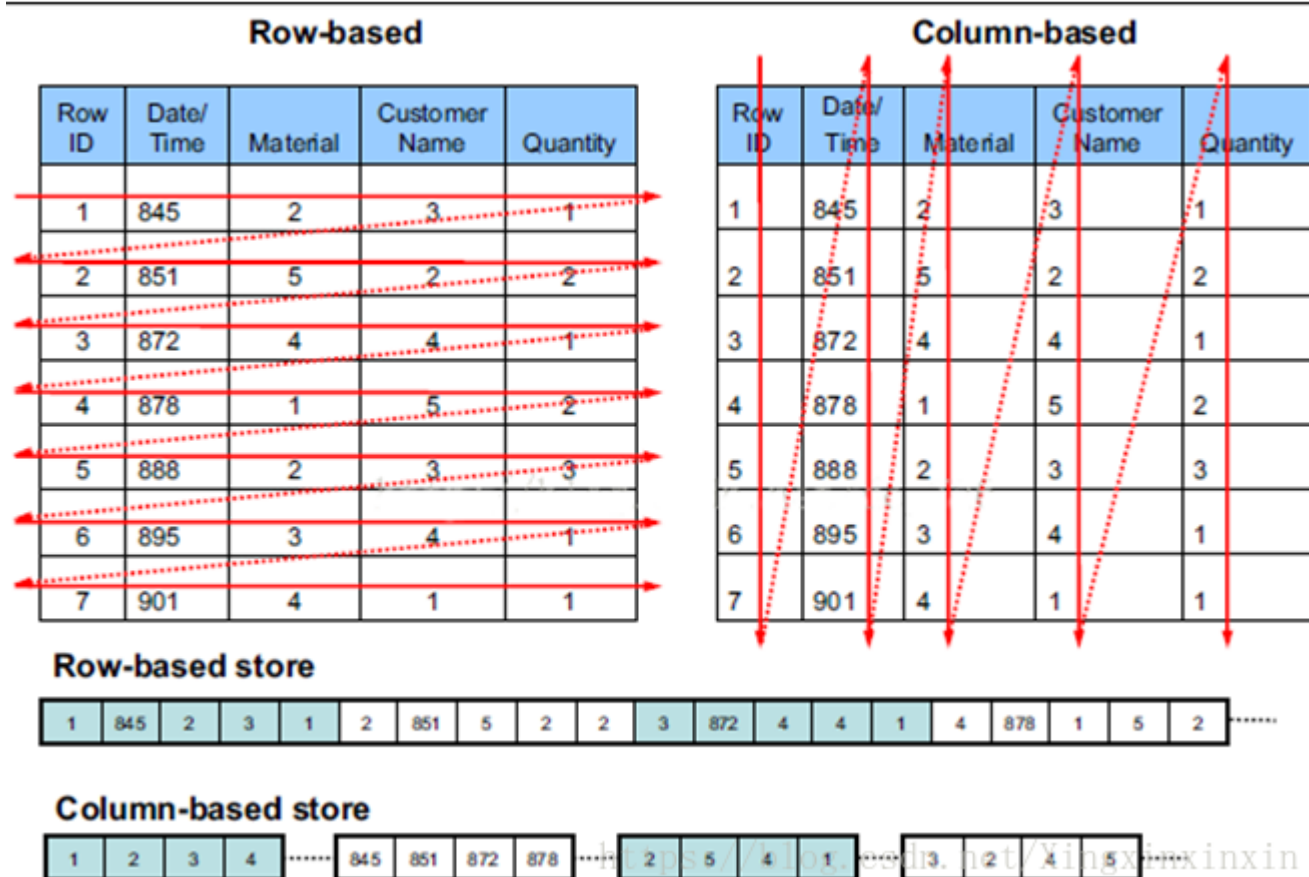 Row-based
Row ID Date/ Time Material Customer Name Quantity
1 845 2 3 1
2 851 5 2 2
3 872 4 4 1
4 878 1 5 2
5 888 2 3 3
6 895 3 4 1
7 901 4 1 1
Column-based
Row ID Date/ Time Material Customer Name Quantity
1 845 2 3 1
2 851 5 2 2
3 872 4 4 1
4 878 1 5 2
5 888 2 3 3
6 895 3 4 1
7 901 4 1 1
Row-based store
1 845 2 3 1 2 851 5 2 2 3 872 4 4 1 4 878 1 5 2
Column-based store
1 2 3 4 845 851 872 878 2 5 4 1 3 2 4 5
https://blog.csdn.net/Xingxinxinxin